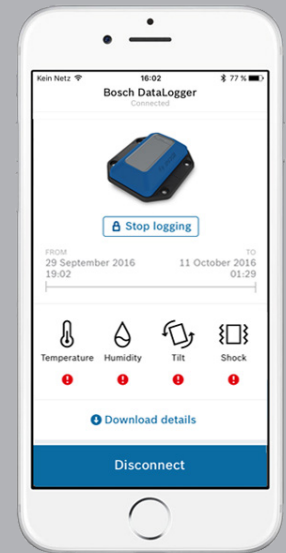 Kein Netz 16:02 77 %
Bosch DataLogger
Connected
Stop logging
FROM TO
29 September 2016 11 October 2016
19:02 01:29
Temperature Humidity Tilt Shock
Download details
Disconnect